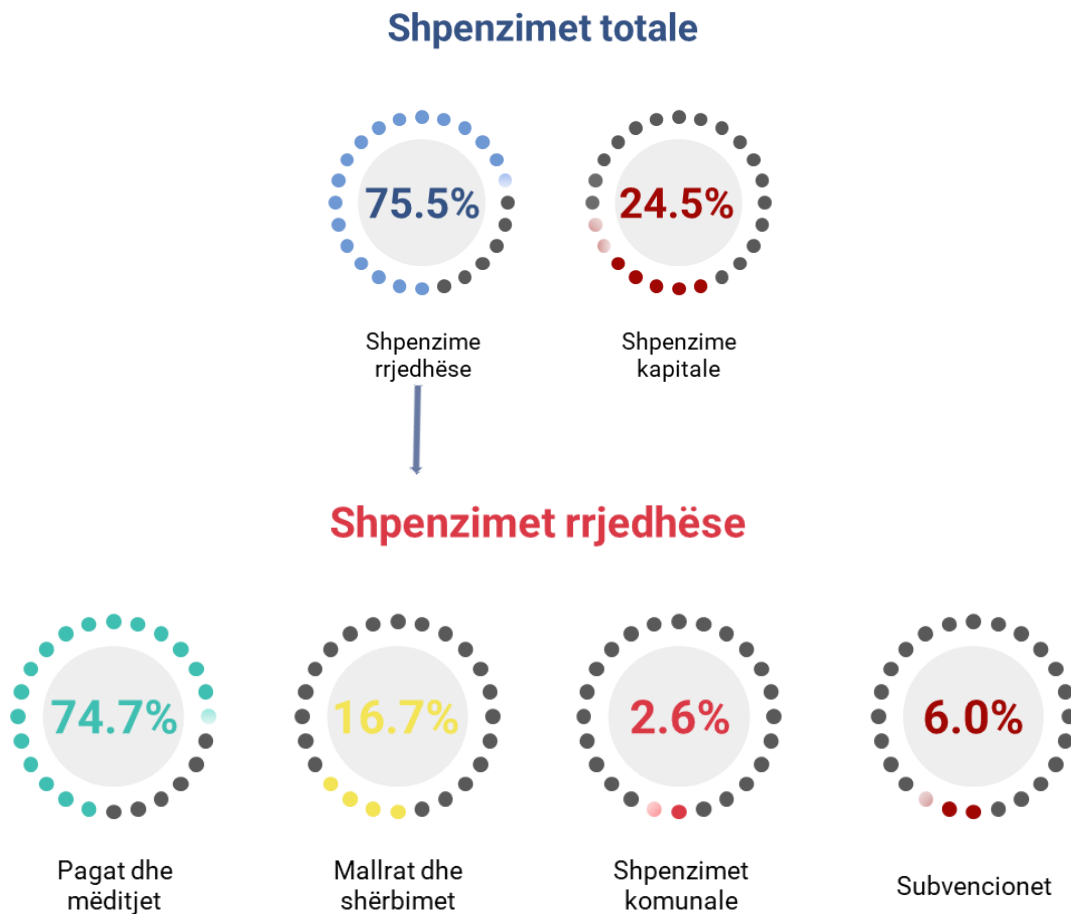 Shpenzimet totale
75.5%
24.5%
Shpenzime
rrjedhëse
Shpenzime
kapitale
Shpenzimet rrjedhëse
74.7%
16.7%
2.6%
6.0%
Pagat dhe
mëditjet
Mallrat dhe
shërbimet
Shpenzimet
komunale
Subvencionet